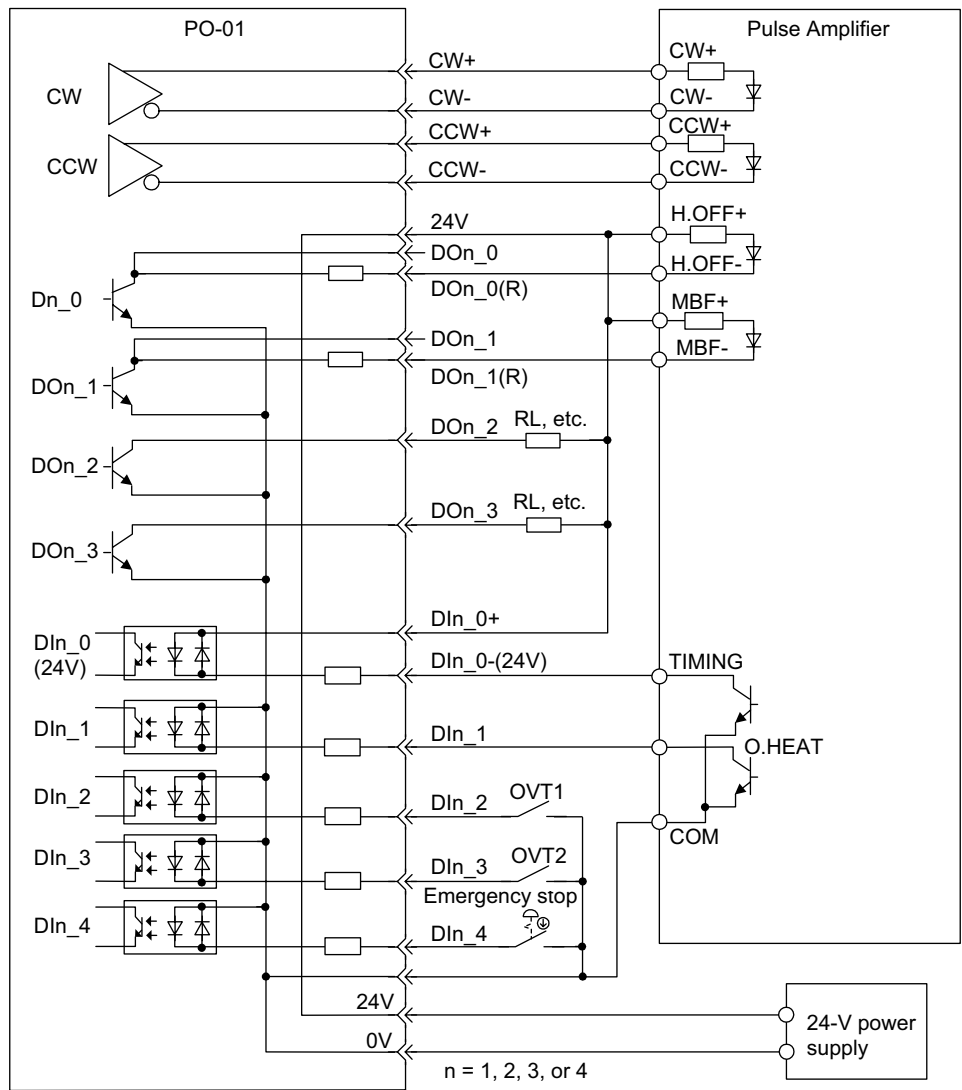 PO-01
Pulse Amplifier
CW
CW+
CW-
CW+
CW-
CCW
CCW+
CCW-
CCW+
CCW-
24V
DOn_0
DOn_0(R)
H.OFF+
H.OFF-
Dn_0
DOn_1
DOn_1(R)
MBF+
MBF-
DOn_1
DOn_2
RL, etc.
DOn_2
DOn_3
RL, etc.
DOn_3
DIn_0+
DIn_0
(24V)
DIn_0-(24V)
TIMING
DIn_1
DIn_1
O.HEAT
DIn_2
DIn_2
OVT1
COM
DIn_3
DIn_3
OVT2
Emergency stop
DIn_4
DIn_4
24V
0V
24-V power
supply
n = 1, 2, 3, or 4